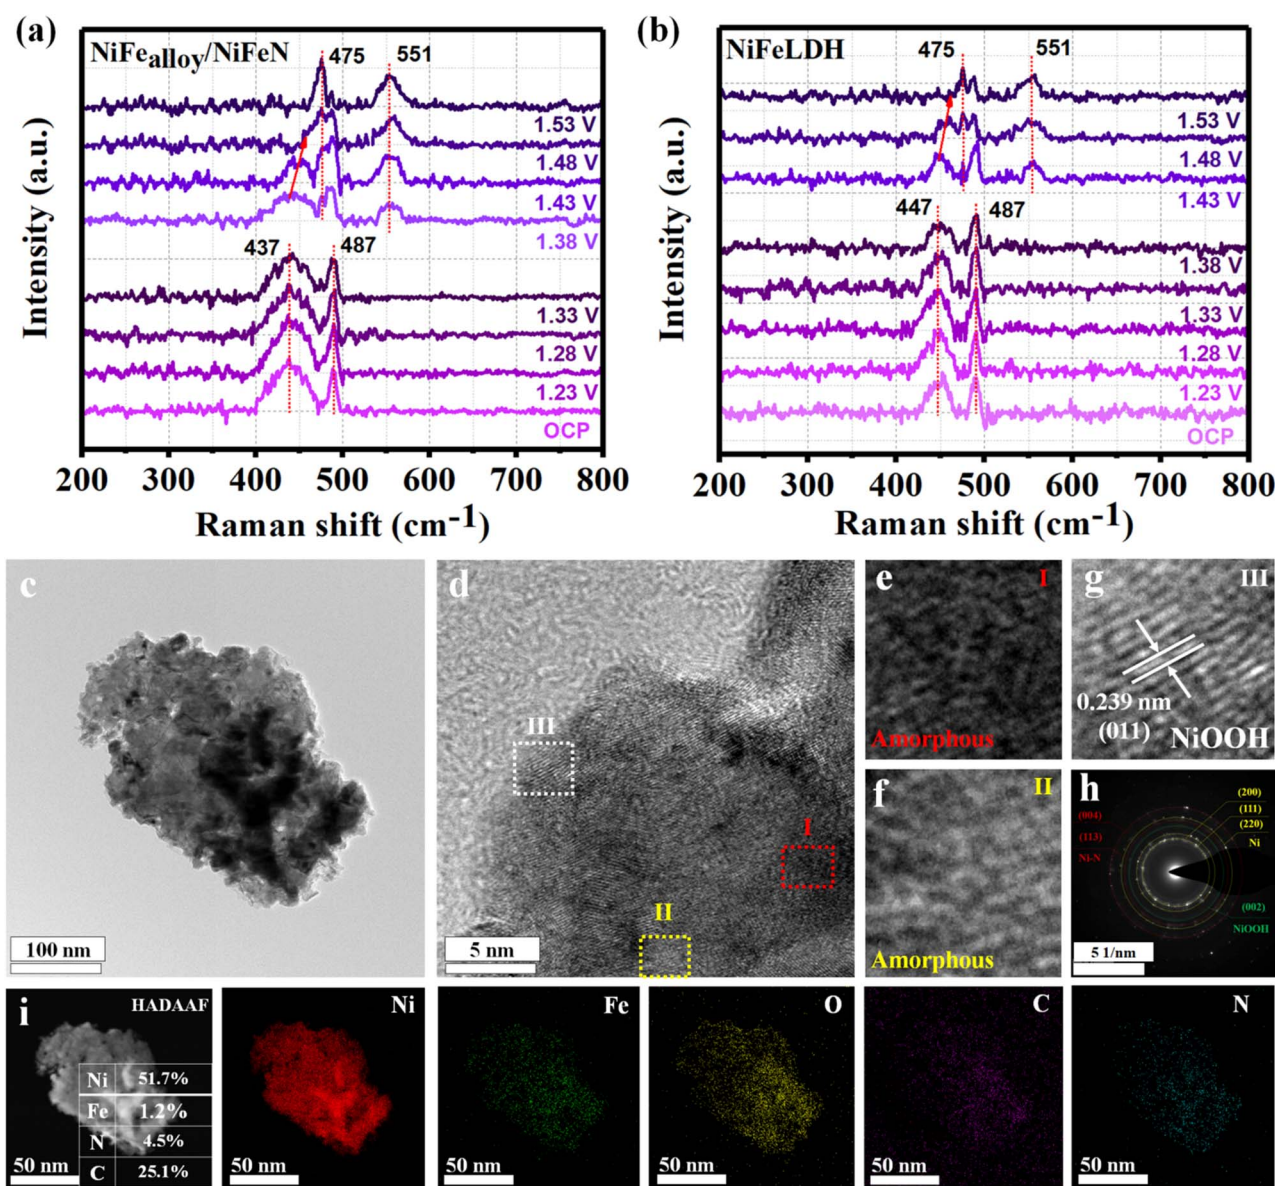 (a)
NiFealloy/NiFeN
475
551
1.53 V
1.48 V
1.43 V
1.38 V
437
487
1.33 V
1.28 V
1.23 V
OCP
200 300 400 500 600 700 800
Raman shift (cm-1)
Intensity (a.u.)
(b)
NiFeLDH
475
551
1.53 V
1.48 V
1.43 V
447
487
1.38 V
1.33 V
1.28 V
1.23 V
OCP
200 300 400 500 600 700 800
Raman shift (cm-1)
Intensity (a.u.)
c
100 nm
d
III
I
II
5 nm
e
I
Amorphous
f
II
Amorphous
g
III
0.239 nm
(011)
NiOOH
h
(200)
(111)
(220)
Ni
(004)
(113)
Ni-N
(002)
NiOOH
5 1/nm
i
HADAAF
Ni 51.7%
Fe 1.2%
N 4.5%
C 25.1%
50 nm
Ni
50 nm
Fe
50 nm
O
50 nm
C
50 nm
N
50 nm